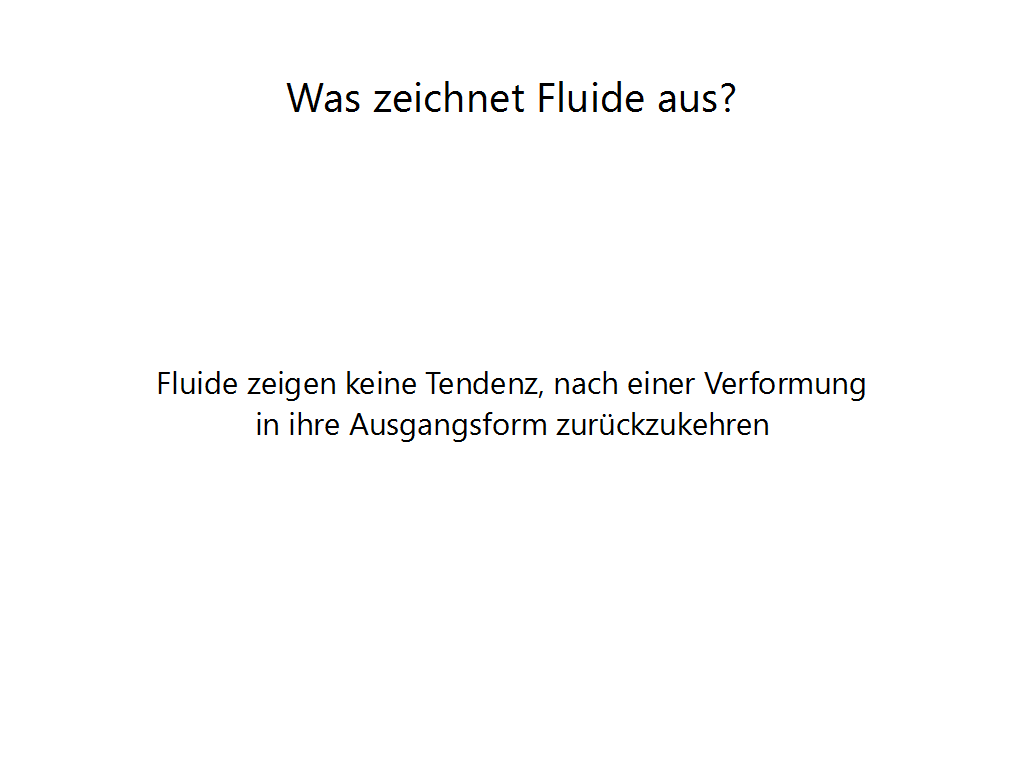 Was zeichnet Fluide aus?
Fluide zeigen keine Tendenz, nach einer Verformung
in ihre Ausgangsform zurückzukehren